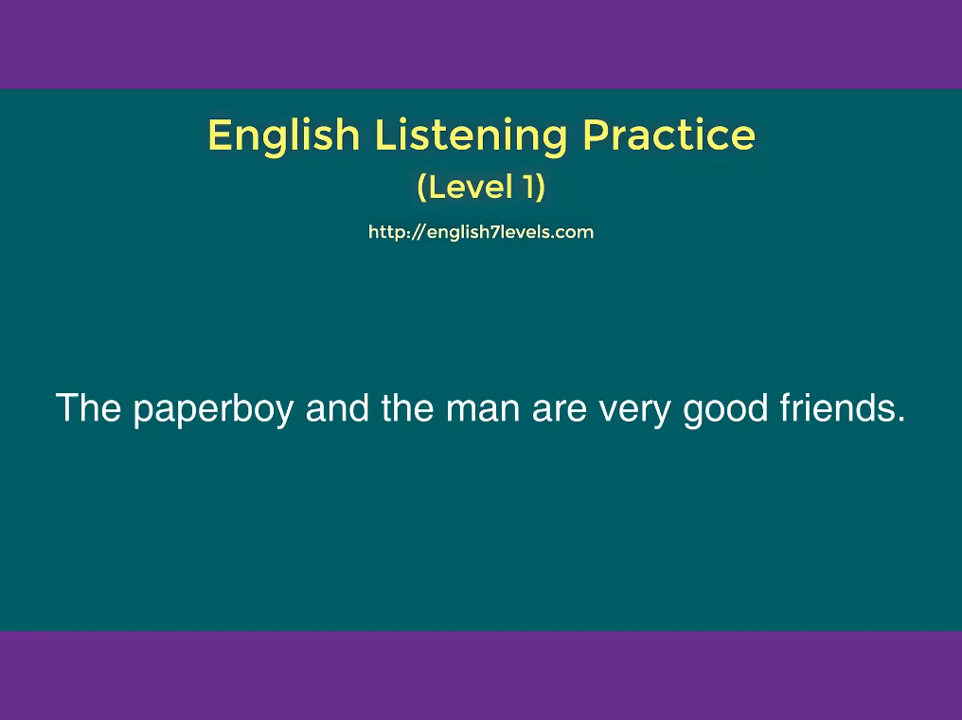 English Listening Practice
(Level 1)
http://english7levels.com
The paperboy and the man are very good friends.